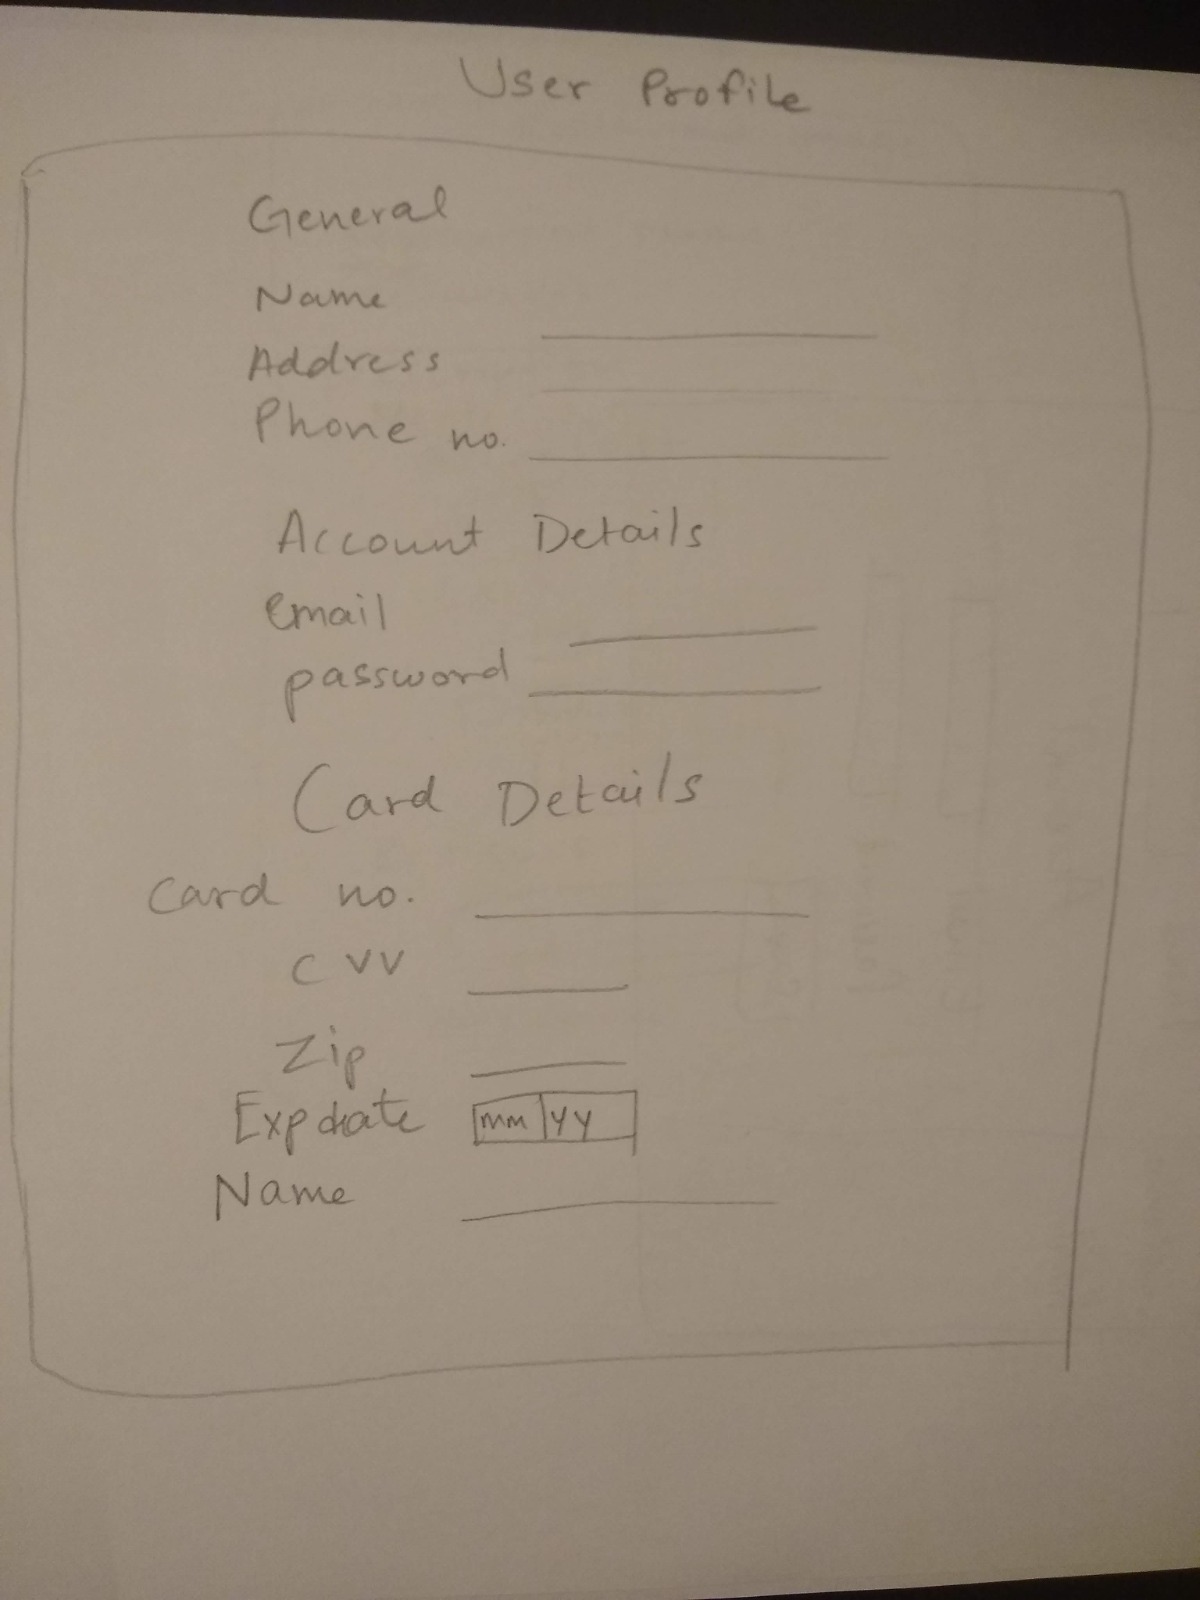 User Profile
General
Name
Address
Phone no.
Account Details
email
password
Card Details
Card no.
CVV
Zip
Exp date mm yy
Name